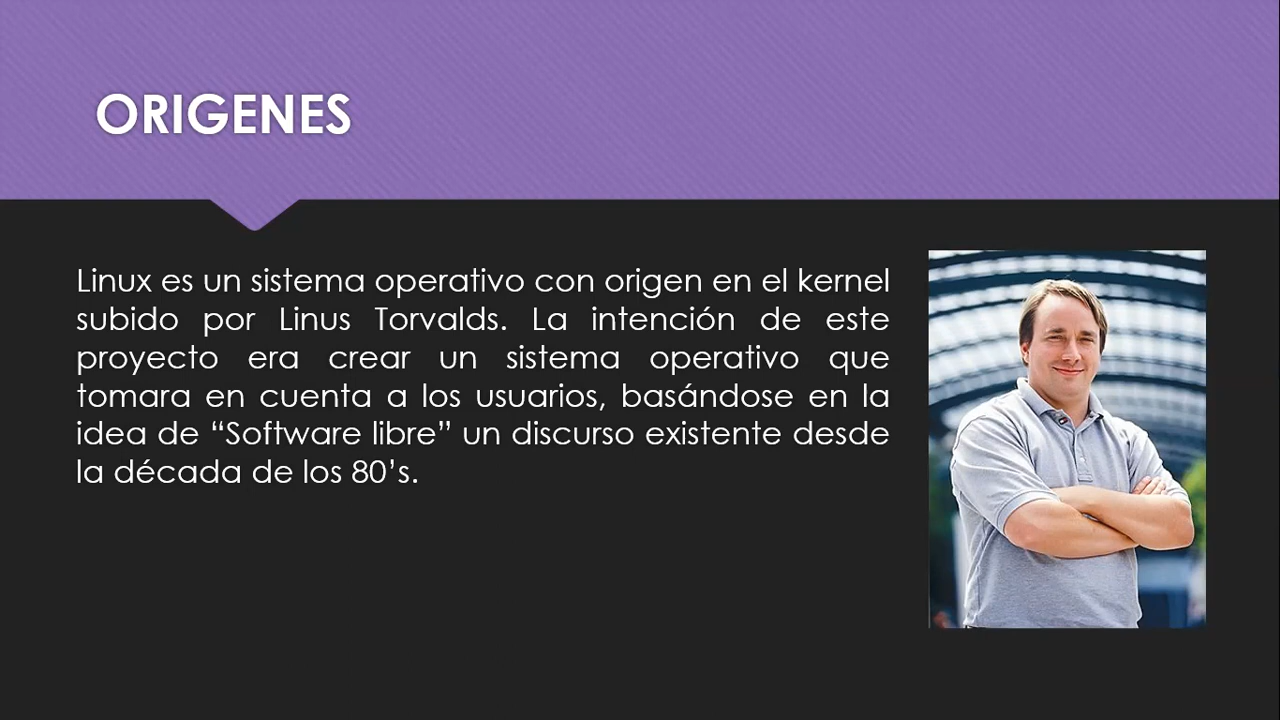 ORIGENES
Linux es un sistema operativo con origen en el kernel
subido por Linus Torvalds. La intención de este
proyecto era crear un sistema operativo que
tomara en cuenta a los usuarios, basándose en la
idea de “Software libre” un discurso existente desde
la década de los 80’s.